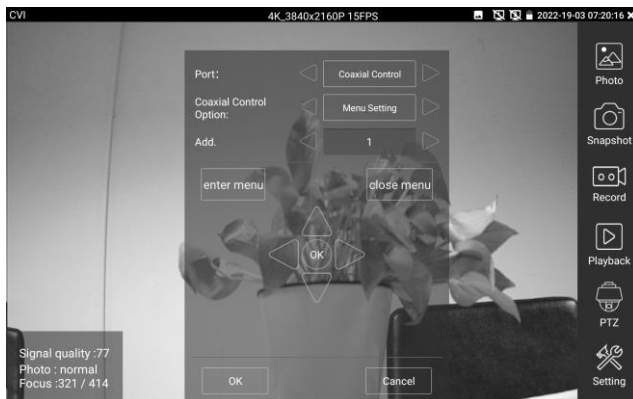 CVI
4K_3840x2160P 15FPS
2022-19-03 07:20:16
Port:
Coaxial Control
Coaxial Control
Option:
Menu Setting
Add.
1
enter menu
close menu
OK
OK
Cancel
Signal quality :77
Photo : normal
Focus :321 / 414
Photo
Snapshot
Record
Playback
PTZ
Setting